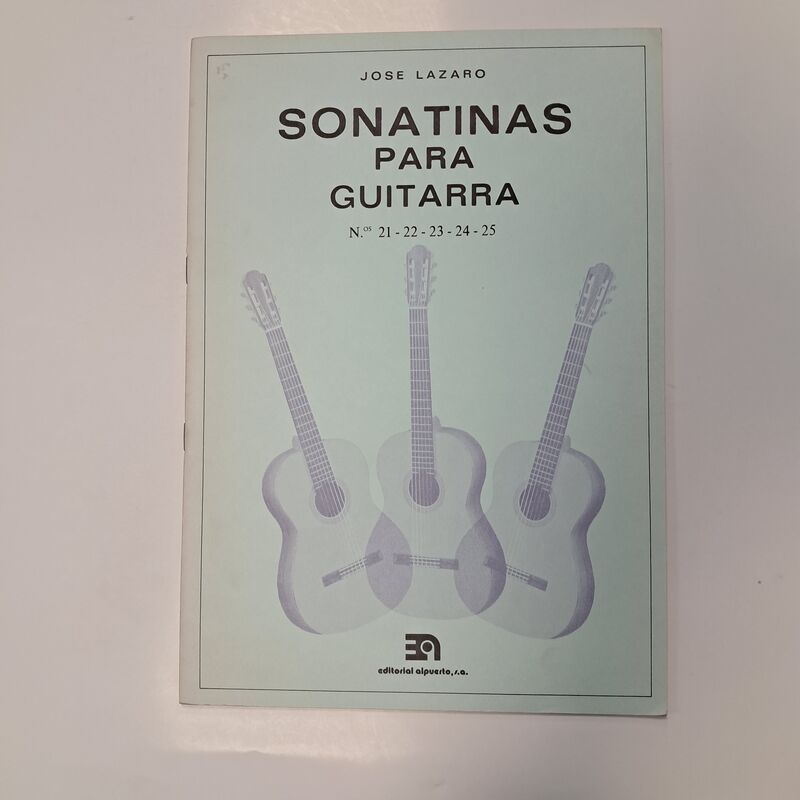 JOSE LAZARO
SONATINAS
PARA
GUITARRA
N.os 21 - 22 - 23 - 24 - 25
editorial alpuerto, s.a.